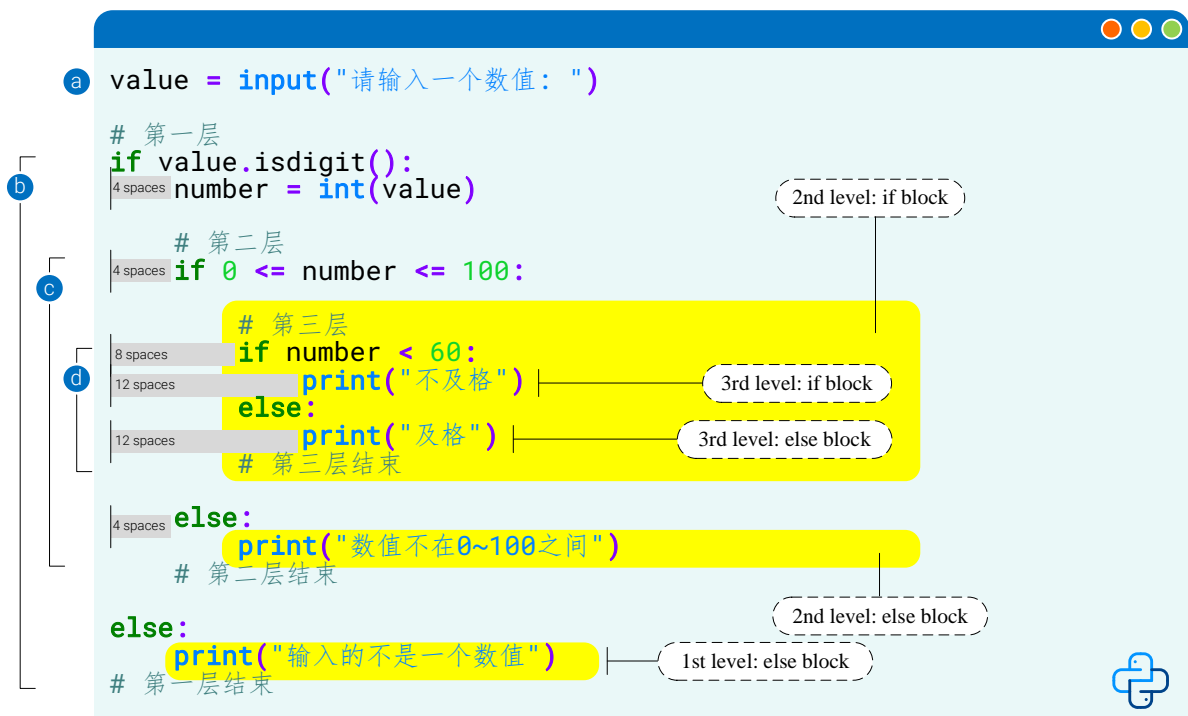 a value = input("请输入一个数值: ")
# 第一层
b if value.isdigit():
4 spaces number = int(value)
2nd level: if block
# 第二层
4 spaces if 0 <= number <= 100:
c
# 第三层
8 spaces if number < 60:
d 12 spaces print("不及格") 3rd level: if block
else:
12 spaces print("及格") 3rd level: else block
# 第三层结束
4 spaces else:
print("数值不在0~100之间")
# 第二层结束
2nd level: else block
else:
print("输入的不是一个数值") 1st level: else block
# 第一层结束